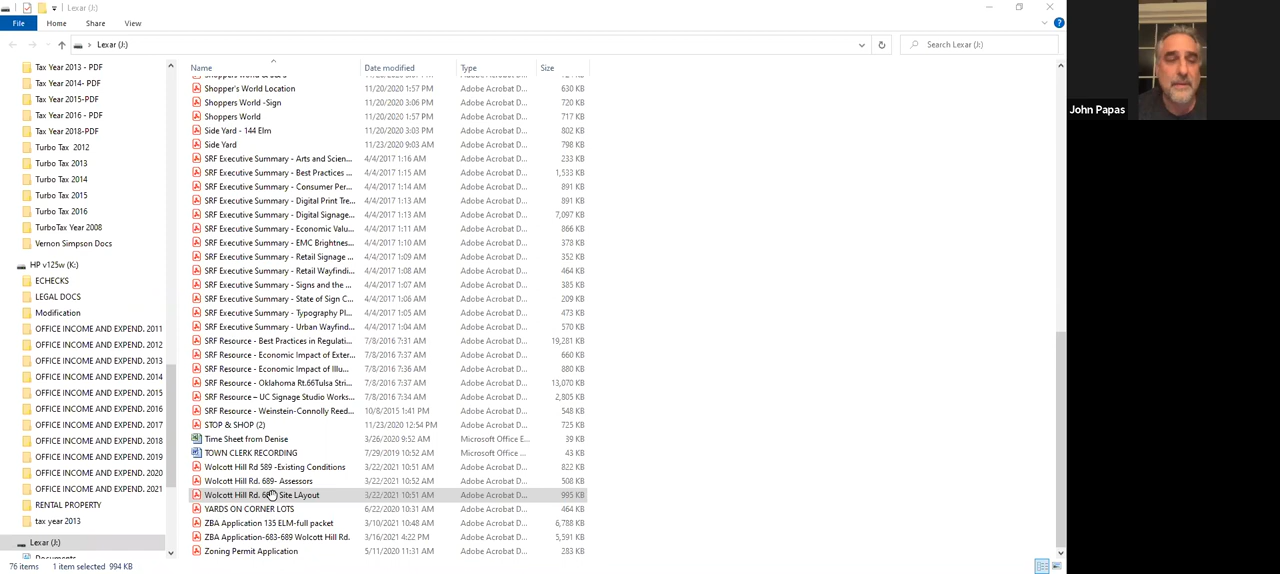 Lexar (J:)
File Home Share View
Lexar (J:)
Search Lexar (J:)
Tax Year 2013 - PDF
Tax Year 2014- PDF
Tax Year 2015-PDF
Tax Year 2016 - PDF
Tax Year 2018-PDF
Turbo Tax 2012
Turbo Tax 2013
Turbo Tax 2014
Turbo Tax 2015
Turbo Tax 2016
TurboTax Year 2008
Vernon Simpson Docs
HP v125w (K:)
ECHECKS
LEGAL DOCS
Modification
OFFICE INCOME AND EXPEND. 2011
OFFICE INCOME AND EXPEND. 2012
OFFICE INCOME AND EXPEND. 2013
OFFICE INCOME AND EXPEND. 2014
OFFICE INCOME AND EXPEND. 2015
OFFICE INCOME AND EXPEND. 2016
OFFICE INCOME AND EXPEND. 2017
OFFICE INCOME AND EXPEND. 2018
OFFICE INCOME AND EXPEND. 2019
OFFICE INCOME AND EXPEND. 2020
OFFICE INCOME AND EXPEND. 2021
RENTAL PROPERTY
tax year 2013
Lexar (J:)
Documents
Name Date modified Type Size
Shopper's World Location 11/20/2020 1:57 PM Adobe Acrobat D... 630 KB
Shoppers World -Sign 11/20/2020 3:06 PM Adobe Acrobat D... 720 KB
Shoppers World 11/20/2020 1:57 PM Adobe Acrobat D... 717 KB
Side Yard - 144 Elm 11/20/2020 3:03 PM Adobe Acrobat D... 802 KB
Side Yard 11/23/2020 9:03 AM Adobe Acrobat D... 798 KB
SRF Executive Summary - Arts and Scien... 4/4/2017 1:16 AM Adobe Acrobat D... 233 KB
SRF Executive Summary - Best Practices ... 4/4/2017 1:15 AM Adobe Acrobat D... 1,533 KB
SRF Executive Summary - Consumer Per... 4/4/2017 1:14 AM Adobe Acrobat D... 891 KB
SRF Executive Summary - Digital Print Tre... 4/4/2017 1:13 AM Adobe Acrobat D... 891 KB
SRF Executive Summary - Digital Signage... 4/4/2017 1:13 AM Adobe Acrobat D... 7,097 KB
SRF Executive Summary - Economic Valu... 4/4/2017 1:11 AM Adobe Acrobat D... 866 KB
SRF Executive Summary - EMC Brightnes... 4/4/2017 1:10 AM Adobe Acrobat D... 378 KB
SRF Executive Summary - Retail Signage ... 4/4/2017 1:09 AM Adobe Acrobat D... 352 KB
SRF Executive Summary - Retail Wayfindi... 4/4/2017 1:08 AM Adobe Acrobat D... 464 KB
SRF Executive Summary - Signs and the ... 4/4/2017 1:07 AM Adobe Acrobat D... 385 KB
SRF Executive Summary - State of Sign C... 4/4/2017 1:06 AM Adobe Acrobat D... 209 KB
SRF Executive Summary - Typography Pl... 4/4/2017 1:05 AM Adobe Acrobat D... 473 KB
SRF Executive Summary - Urban Wayfind... 4/4/2017 1:04 AM Adobe Acrobat D... 570 KB
SRF Resource - Best Practices in Regulati... 7/8/2016 7:31 AM Adobe Acrobat D... 19,281 KB
SRF Resource - Economic Impact of Exter... 7/8/2016 7:37 AM Adobe Acrobat D... 660 KB
SRF Resource - Economic Impact of Illu... 7/8/2016 7:36 AM Adobe Acrobat D... 880 KB
SRF Resource - Oklahoma Rt.66Tulsa Stri... 7/8/2016 7:37 AM Adobe Acrobat D... 13,070 KB
SRF Resource – UC Signage Studio Works... 7/8/2016 7:34 AM Adobe Acrobat D... 2,805 KB
SRF Resource - Weinstein-Connolly Reed... 10/8/2015 1:41 PM Adobe Acrobat D... 548 KB
STOP & SHOP (2) 11/23/2020 12:54 PM Adobe Acrobat D... 725 KB
Time Sheet from Denise 3/26/2020 9:52 AM Microsoft Office E... 39 KB
TOWN CLERK RECORDING 7/29/2019 10:52 AM Microsoft Office ... 43 KB
Wolcott Hill Rd 589 -Existing Conditions 3/22/2021 10:51 AM Adobe Acrobat D... 822 KB
Wolcott Hill Rd. 689- Assessors 3/22/2021 10:52 AM Adobe Acrobat D... 508 KB
Wolcott Hill Rd. Site LAyout 3/22/2021 10:51 AM Adobe Acrobat D... 995 KB
YARDS ON CORNER LOTS 6/22/2020 10:31 AM Adobe Acrobat D... 464 KB
ZBA Application 135 ELM-full packet 3/10/2021 10:48 AM Adobe Acrobat D... 6,788 KB
ZBA Application-683-689 Wolcott Hill Rd. 3/16/2021 4:22 PM Adobe Acrobat D... 5,591 KB
Zoning Permit Application 5/11/2020 11:31 AM Adobe Acrobat D... 283 KB
76 items 1 item selected 994 KB
John Papas